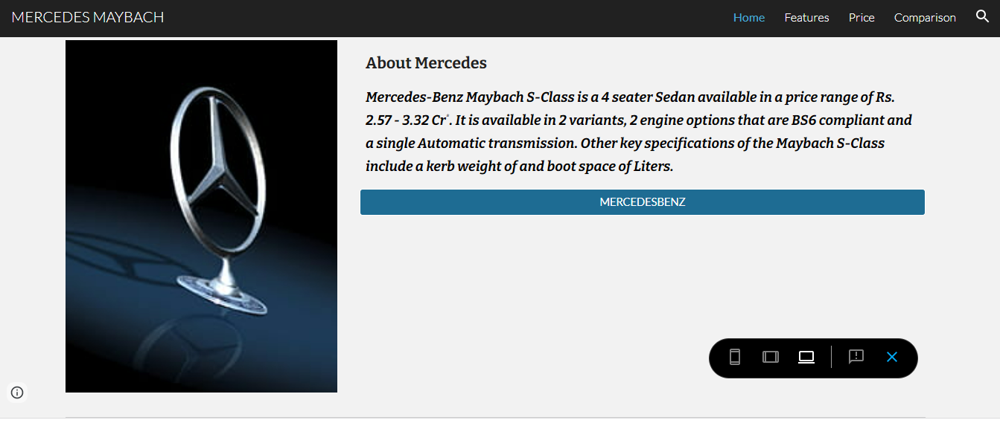 MERCEDES MAYBACH
Home
Features
Price
Comparison
About Mercedes
Mercedes-Benz Maybach S-Class is a 4 seater Sedan available in a price range of Rs.
2.57 - 3.32 Cr*. It is available in 2 variants, 2 engine options that are BS6 compliant and
a single Automatic transmission. Other key specifications of the Maybach S-Class
include a kerb weight of and boot space of Liters.
MERCEDESBENZ